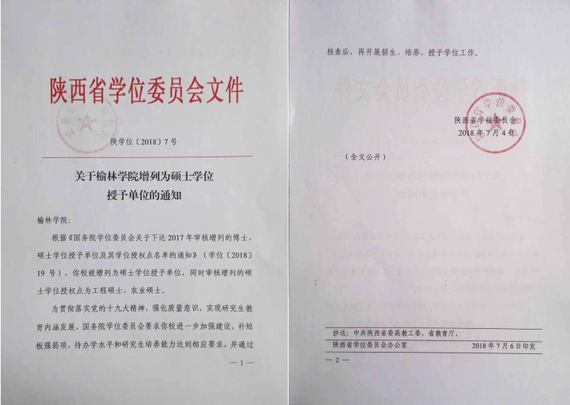 陕西省学位委员会文件
陕学位〔2018〕7 号
关于榆林学院增列为硕士学位
授予单位的通知
榆林学院：
根据《国务院学位委员会关于下达 2017 年审核增列的博士、
硕士学位授予单位及其学位授权点名单的通知》（学位〔2018〕
19 号），你校被增列为硕士学位授予单位，同时审核增列的硕
士学位授权点为工程硕士、农业硕士。
为贯彻落实党的十九大精神，强化质量意识，实现研究生教
育内涵发展，国务院学位委员会要求你校进一步加强建设，补短
板强弱项，待办学水平和研究生培养能力达到相应要求，并通过
— 1 —
核查后，再开展招生、培养、授予学位工作。
陕西省学位委员会
2018 年 7 月 4 日
（全文公开）
抄送：中共陕西省委高教工委、省教育厅。
陕西省学位委员会办公室 2018 年 7 月 6 日印发
— 2 —